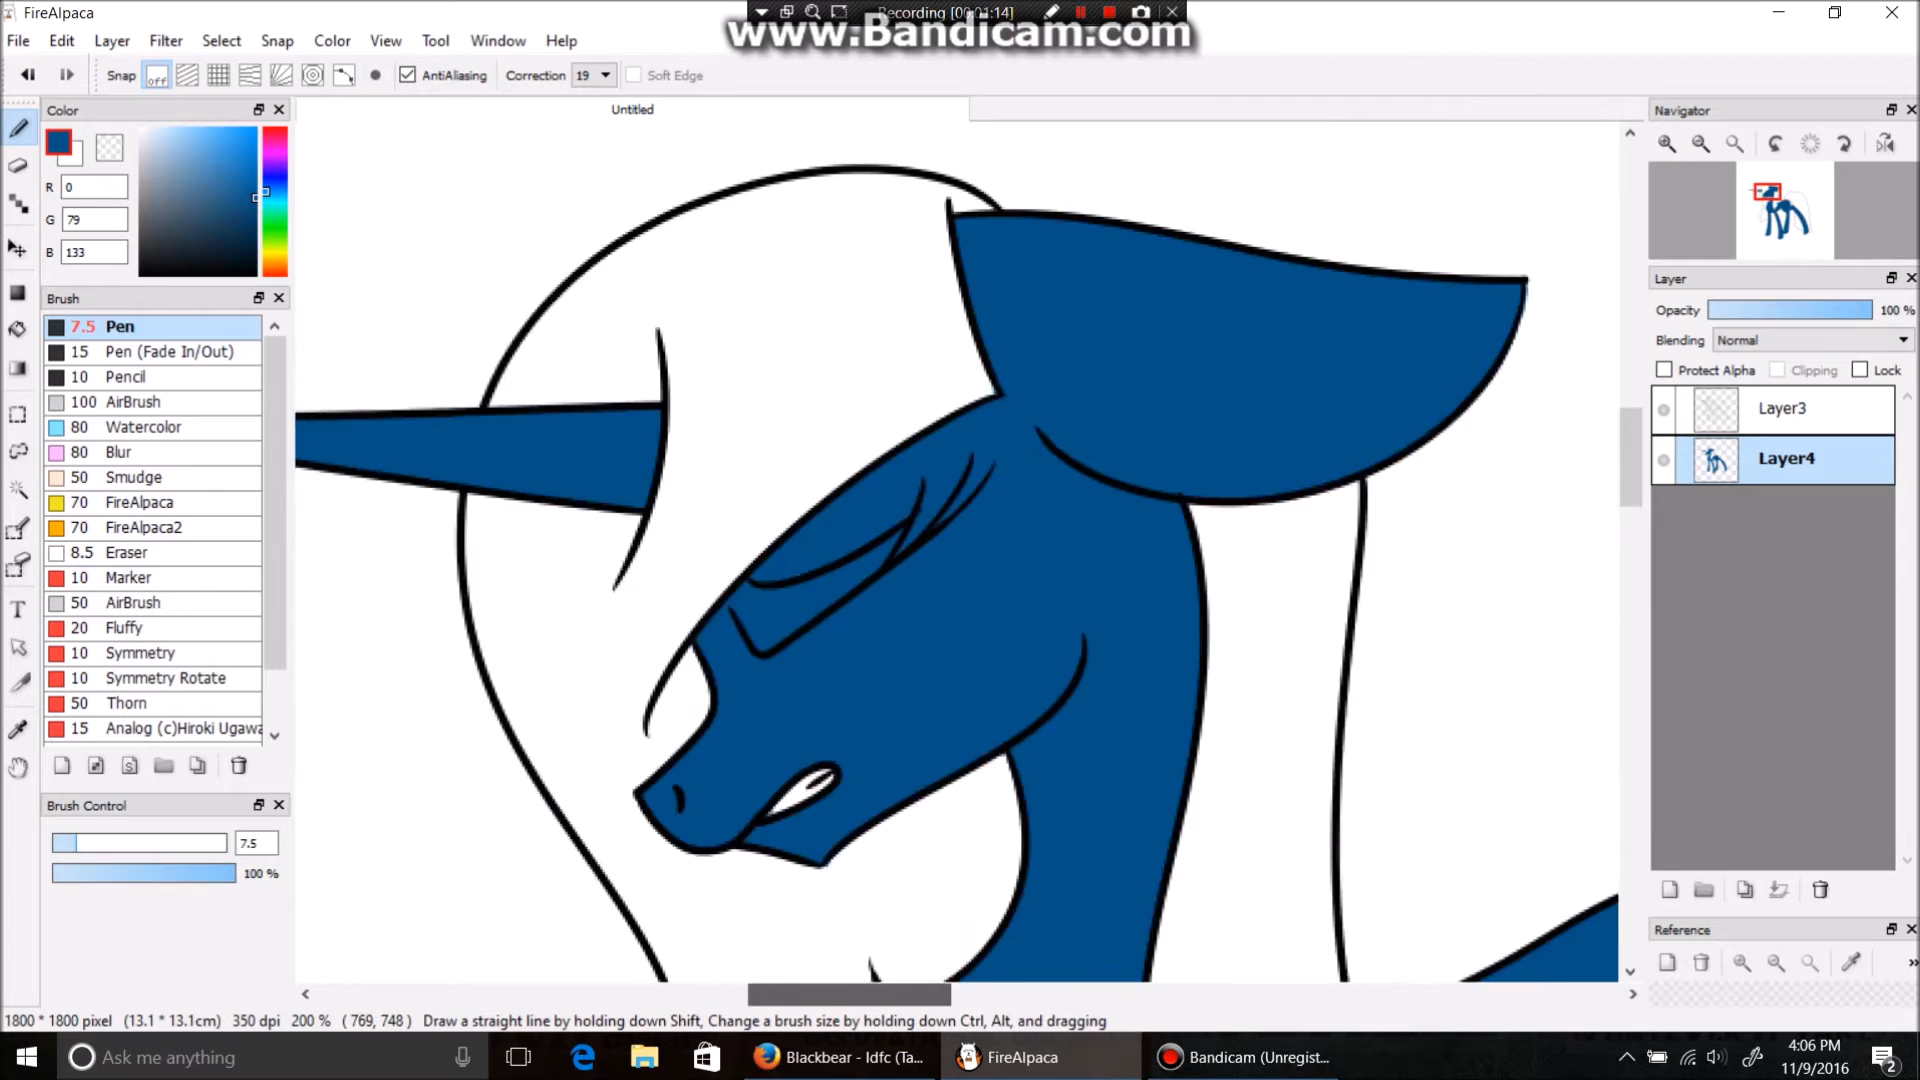 FireAlpaca
Recording [00:01:14]
www.Bandicam.com
File Edit Layer Filter Select Snap Color View Tool Window Help
Snap off AntiAliasing Correction 19 Soft Edge
Color
Untitled
Navigator
R 0
G 79
B 133
Brush
7.5 Pen
15 Pen (Fade In/Out)
10 Pencil
100 AirBrush
80 Watercolor
80 Blur
50 Smudge
70 FireAlpaca
70 FireAlpaca2
8.5 Eraser
10 Marker
50 AirBrush
20 Fluffy
10 Symmetry
10 Symmetry Rotate
50 Thorn
15 Analog (c)Hiroki Ugawa
Brush Control
7.5
100 %
Layer
Opacity 100 %
Blending Normal
Protect Alpha Clipping Lock
Layer3
Layer4
Reference
1800 * 1800 pixel (13.1 * 13.1cm) 350 dpi 200 % ( 769, 748 ) Draw a straight line by holding down Shift, Change a brush size by holding down Ctrl, Alt, and dragging
Ask me anything
Blackbear - Idfc (Ta...
FireAlpaca
Bandicam (Unregist...
4:06 PM
11/9/2016
2